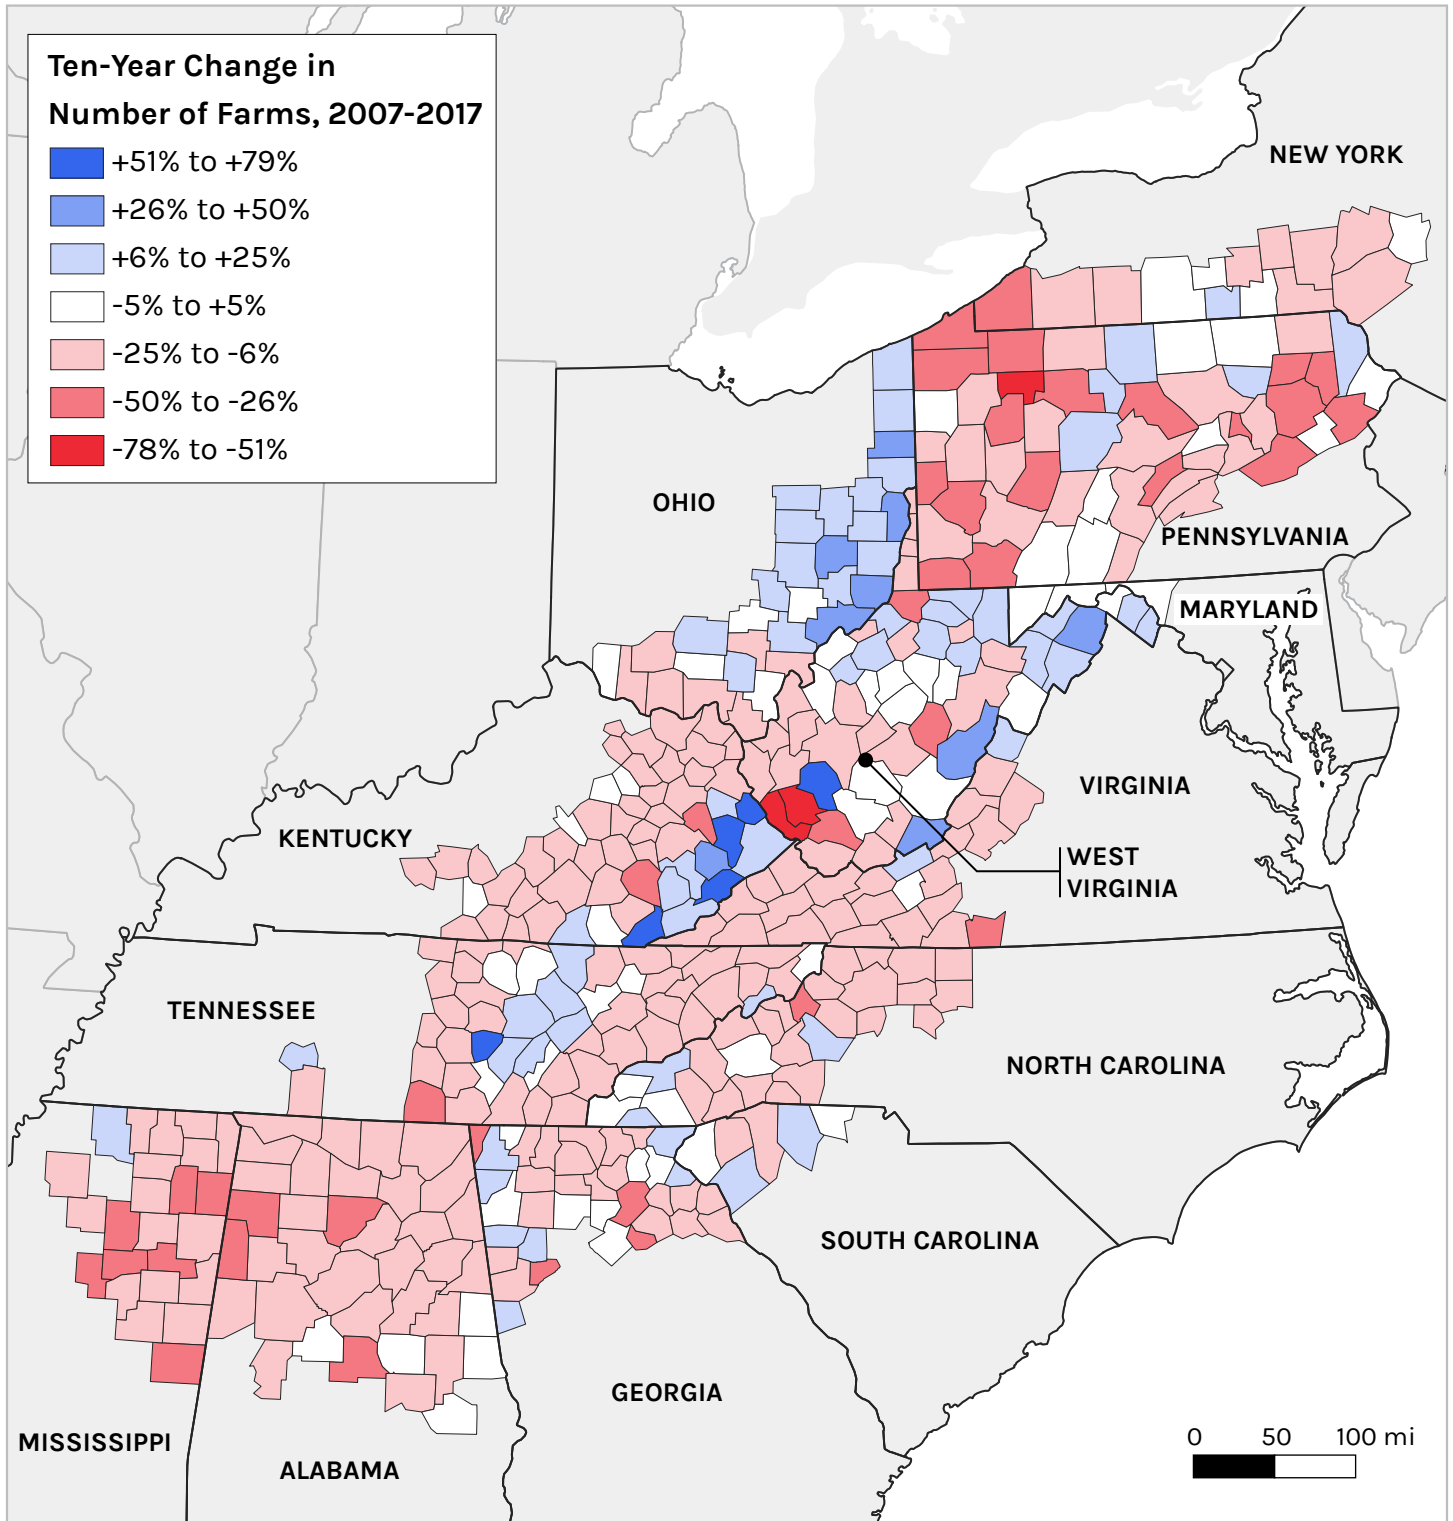 Ten-Year Change in
Number of Farms, 2007-2017
+51% to +79%
+26% to +50%
+6% to +25%
-5% to +5%
-25% to -6%
-50% to -26%
-78% to -51%
NEW YORK
OHIO
PENNSYLVANIA
MARYLAND
VIRGINIA
KENTUCKY
WEST
VIRGINIA
TENNESSEE
NORTH CAROLINA
SOUTH CAROLINA
GEORGIA
MISSISSIPPI
ALABAMA
0 50 100 mi